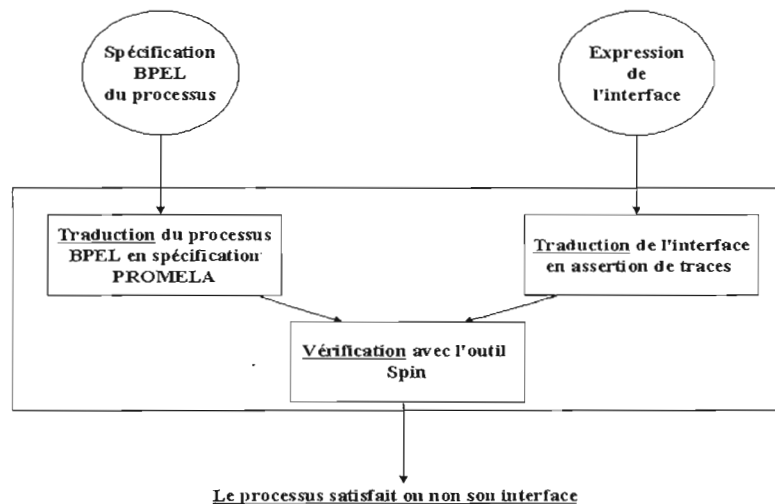 Spécification
BPEL
du processus
Expression
de
l'interface
Traduction du processus
BPEL en spécification
PROMELA
Traduction de l'interface
en assertion de traces
Vérification avec l'outil
Spin
Le processus satisfait ou non son interface